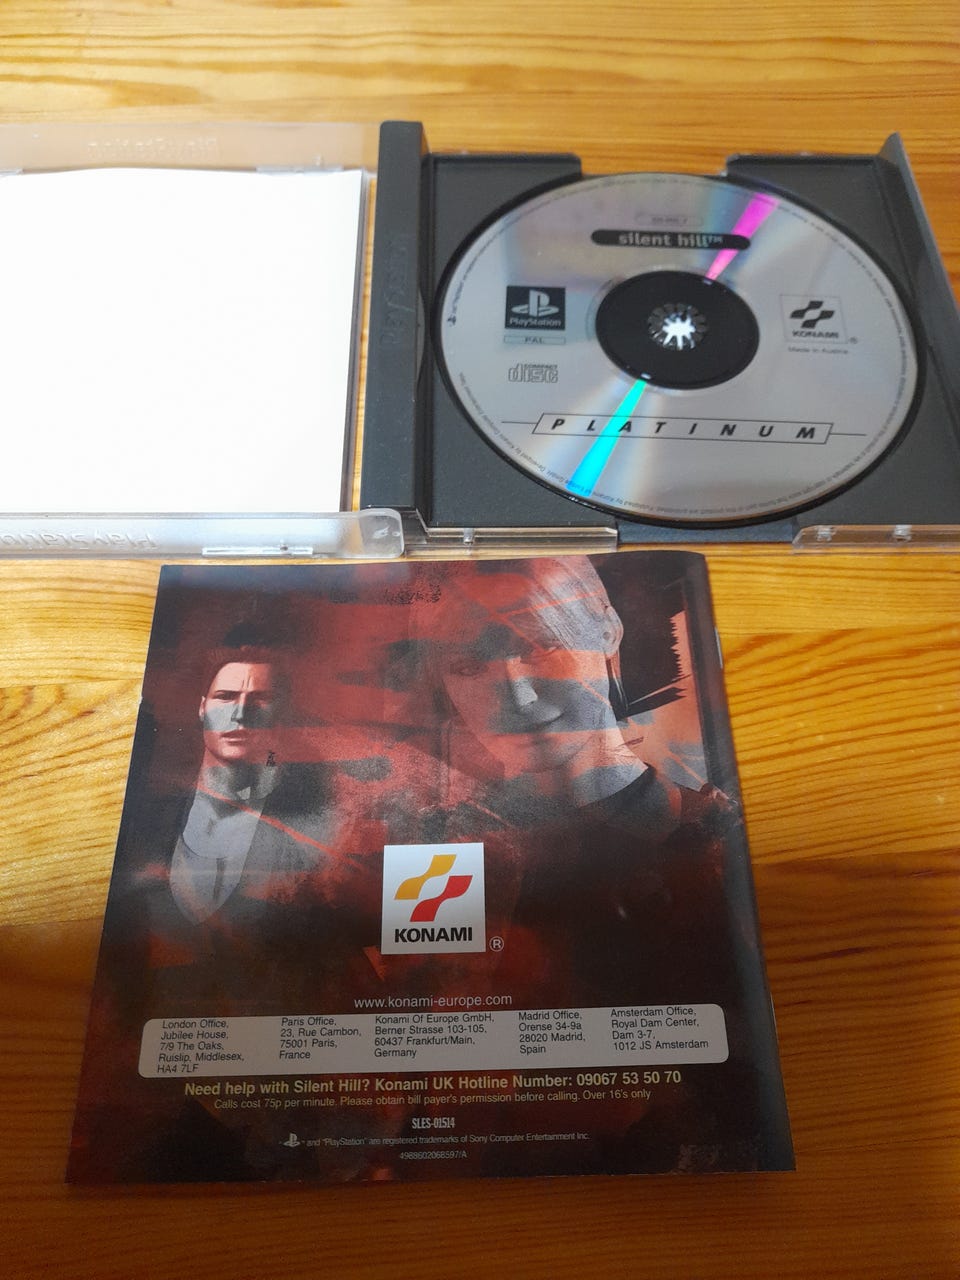 silent hill™
PlayStation
PAL
COMPACT
disc
KONAMI ®
Made in Austria
PLATINUM
PlayStation
KONAMI ®
www.konami-europe.com
London Office,
Jubilee House,
7/9 The Oaks,
Ruislip, Middlesex,
HA4 7LF
Paris Office,
23, Rue Cambon,
75001 Paris,
France
Konami Of Europe GmbH,
Berner Strasse 103-105,
60437 Frankfurt/Main,
Germany
Madrid Office,
Orense 34-9a
28020 Madrid,
Spain
Amsterdam Office,
Royal Dam Center,
Dam 3-7,
1012 JS Amsterdam
Need help with Silent Hill? Konami UK Hotline Number: 09067 53 50 70
Calls cost 75p per minute. Please obtain bill payer's permission before calling. Over 16's only
SLES-01514
" " and "PlayStation" are registered trademarks of Sony Computer Entertainment Inc.
4988602068597/A